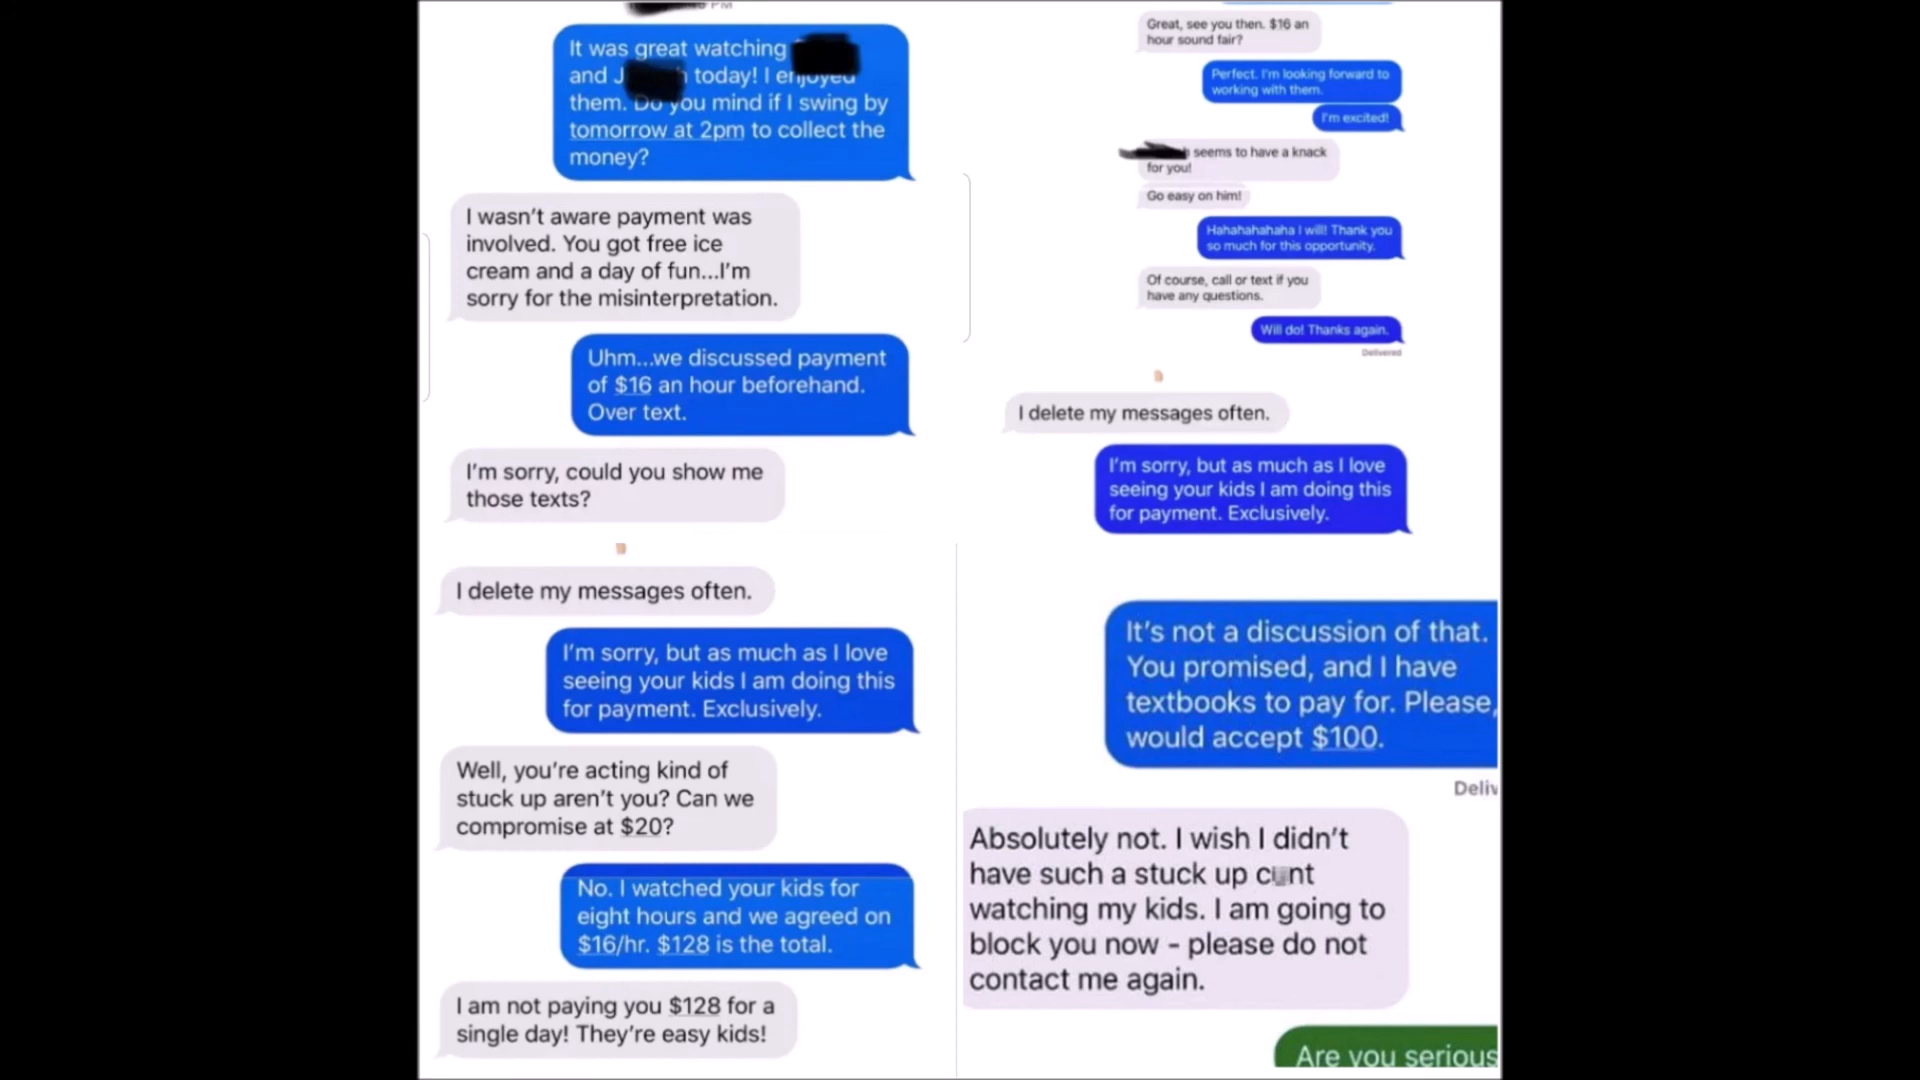 PM
It was great watching
and J h today! I enjoyed
them. Do you mind if I swing by
tomorrow at 2pm to collect the
money?
I wasn't aware payment was
involved. You got free ice
cream and a day of fun...I'm
sorry for the misinterpretation.
Uhm...we discussed payment
of $16 an hour beforehand.
Over text.
I'm sorry, could you show me
those texts?
Great, see you then. $16 an
hour sound fair?
Perfect. I'm looking forward to
working with them.
I'm excited!
seems to have a knack
for you!
Go easy on him!
Hahahahahaha I will! Thank you
so much for this opportunity.
Of course, call or text if you
have any questions.
Will do! Thanks again.
Delivered
I delete my messages often.
I'm sorry, but as much as I love
seeing your kids I am doing this
for payment. Exclusively.
I delete my messages often.
I'm sorry, but as much as I love
seeing your kids I am doing this
for payment. Exclusively.
Well, you're acting kind of
stuck up aren't you? Can we
compromise at $20?
No. I watched your kids for
eight hours and we agreed on
$16/hr. $128 is the total.
I am not paying you $128 for a
single day! They're easy kids!
It's not a discussion of that.
You promised, and I have
textbooks to pay for. Please,
would accept $100.
Deliv
Absolutely not. I wish I didn't
have such a stuck up cunt
watching my kids. I am going to
block you now - please do not
contact me again.
Are you serious